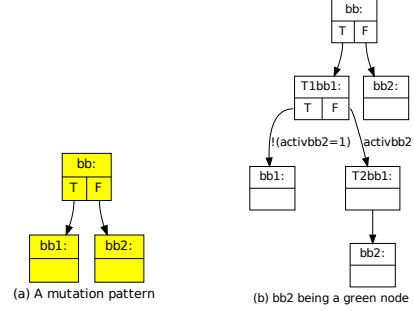 bb:
T F
T1bb1: bb2:
T F
!(activbb2=1) activbb2
bb1: T2bb1:
bb2:
(b) bb2 being a green node
bb:
T F
bb1: bb2:
(a) A mutation pattern